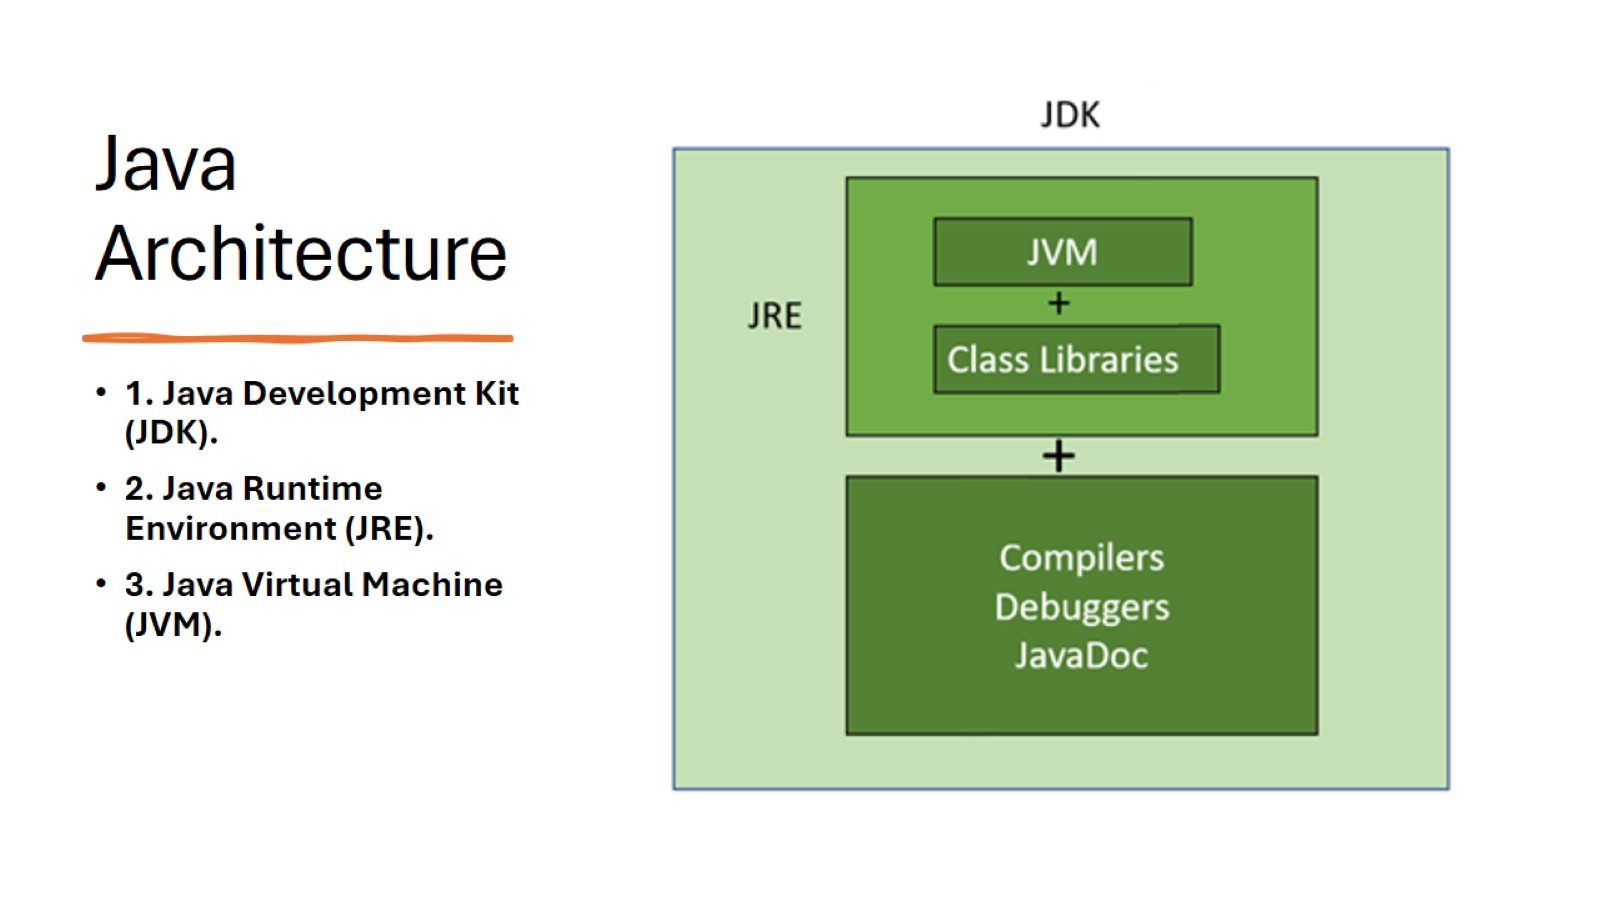 Java
Architecture
• 1. Java Development Kit
(JDK).
• 2. Java Runtime
Environment (JRE).
• 3. Java Virtual Machine
(JVM).
JDK
JRE
JVM
+
Class Libraries
+
Compilers
Debuggers
JavaDoc